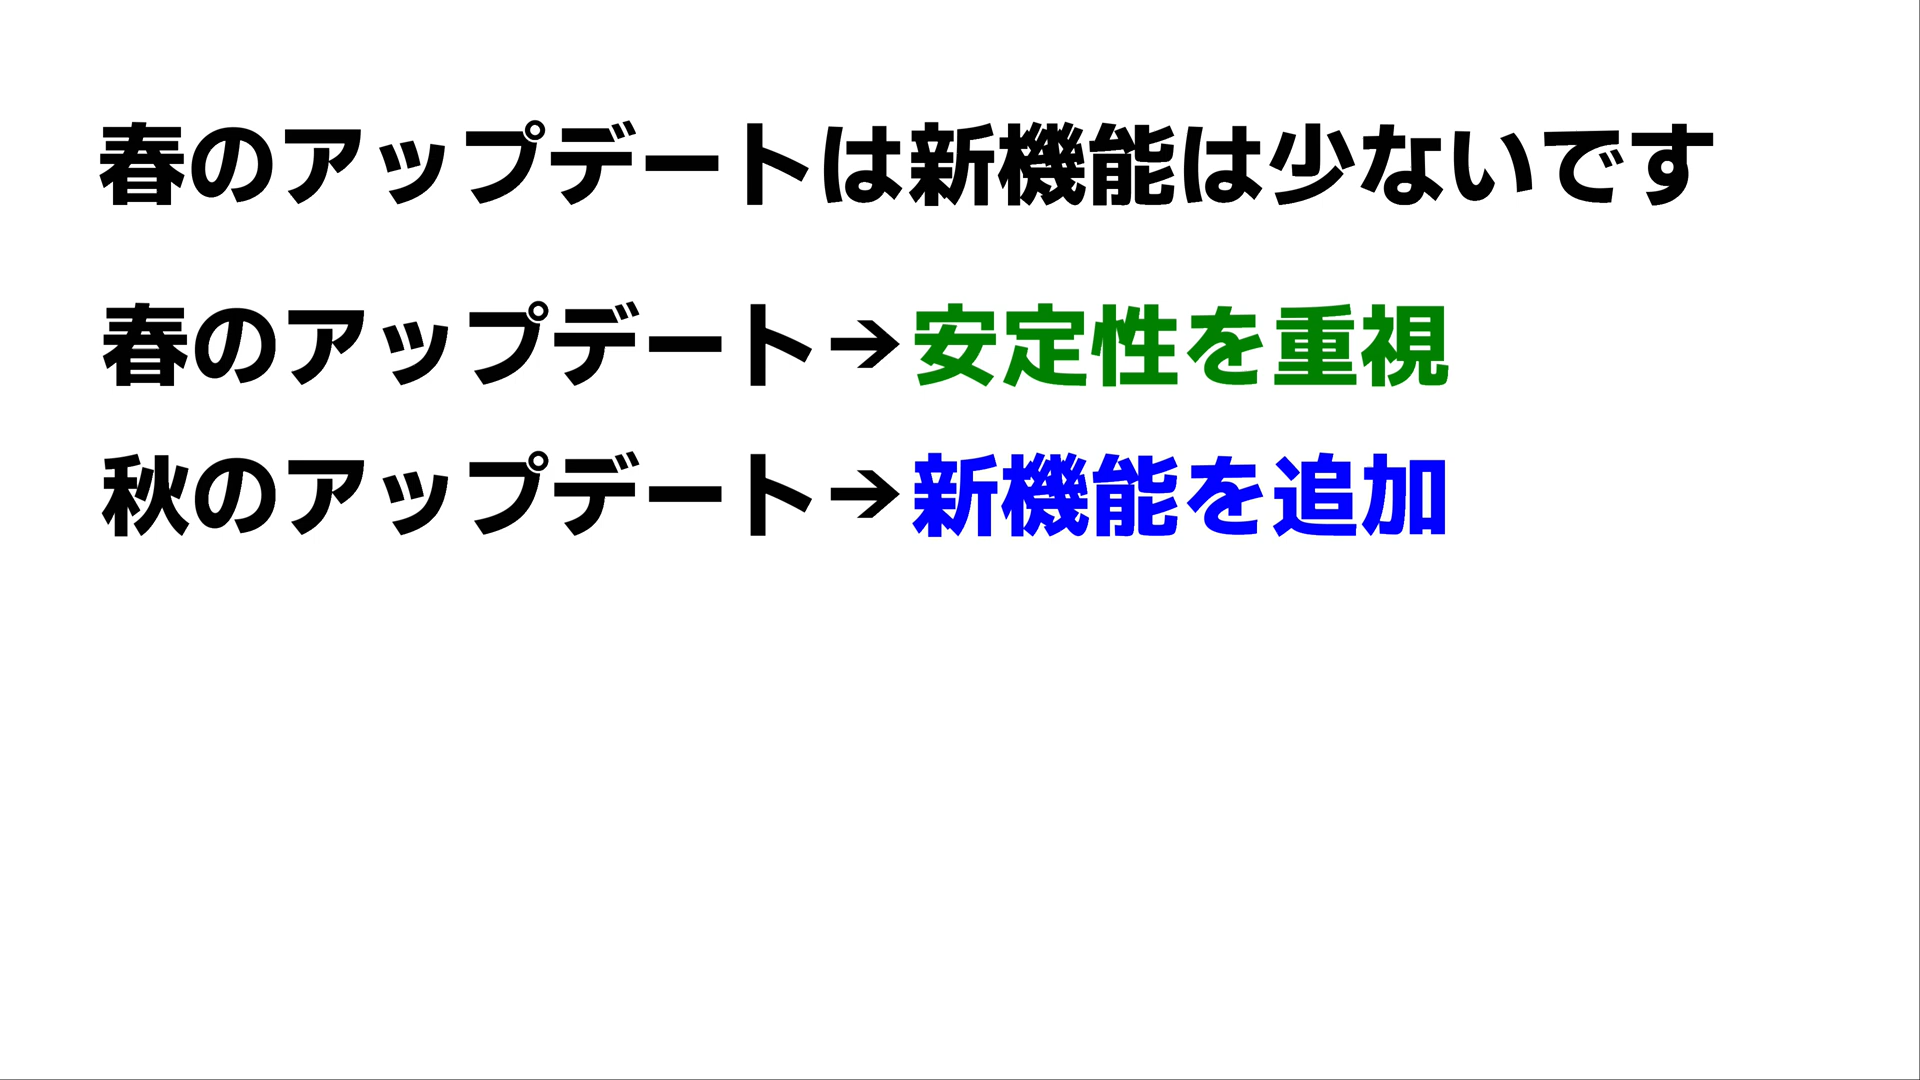 春のアップデートは新機能は少ないです
春のアップデート→安定性を重視
秋のアップデート→新機能を追加